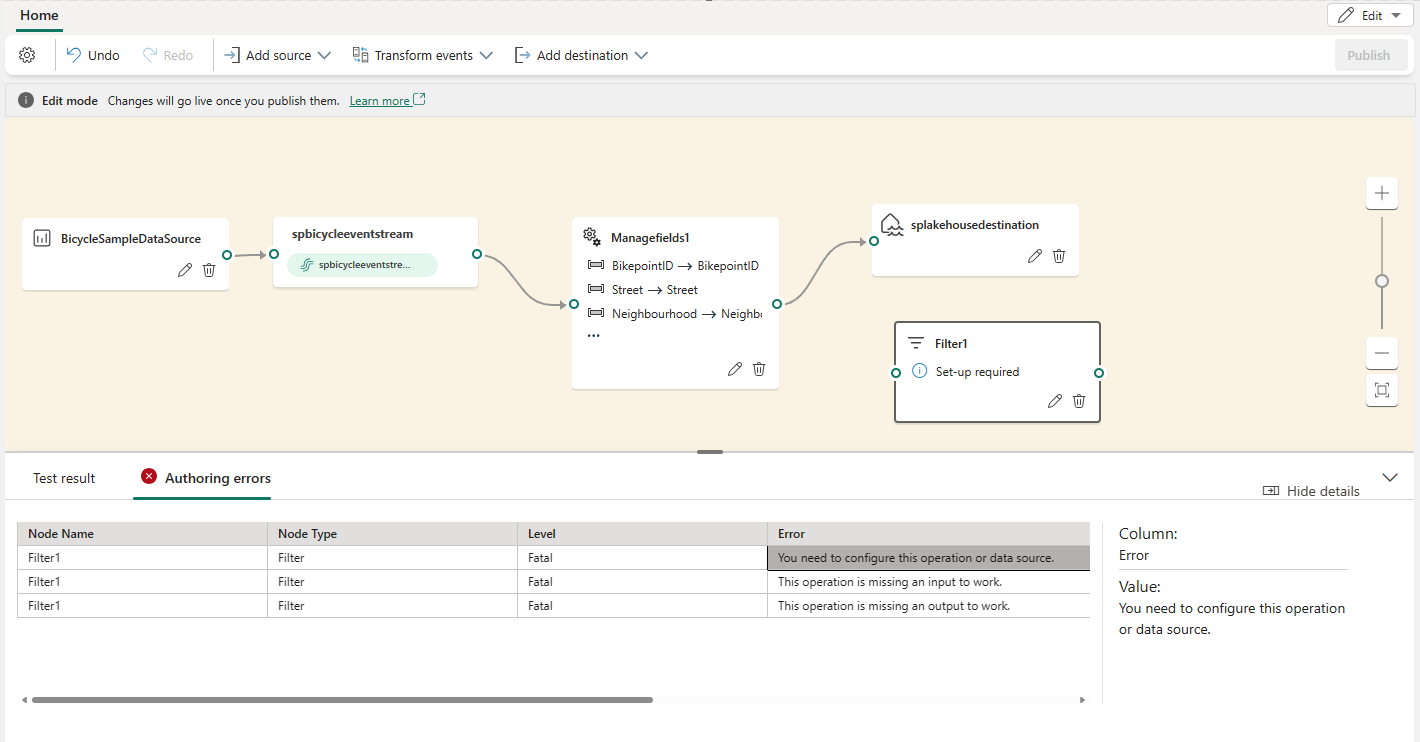 Home
Edit
Undo
Redo
Add source
Transform events
Add destination
Publish
Edit mode Changes will go live once you publish them. Learn more
BicycleSampleDataSource
spbicycleeventstream
spbicycleeventstre...
Managefields1
BikepointID → BikepointID
Street → Street
Neighbourhood → Neighb
...
splakehousedestination
Filter1
Set-up required
Test result
Authoring errors
Hide details
Node Name Node Type Level Error
Filter1 Filter Fatal You need to configure this operation or data source.
Filter1 Filter Fatal This operation is missing an input to work.
Filter1 Filter Fatal This operation is missing an output to work.
Column:
Error
Value:
You need to configure this operation
or data source.